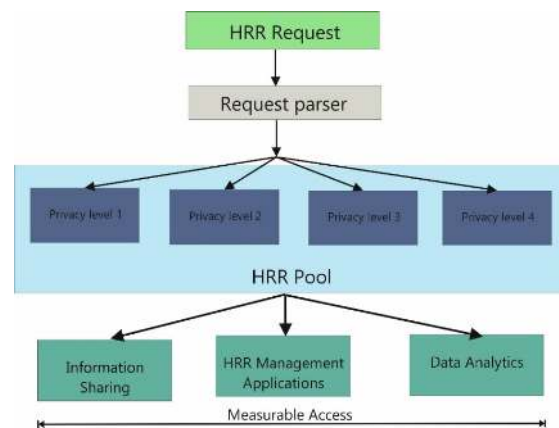 HRR Request
Request parser
Privacy level 1
Privacy level 2
Privacy level 3
Privacy level 4
HRR Pool
Information
Sharing
HRR Management
Applications
Data Analytics
Measurable Access